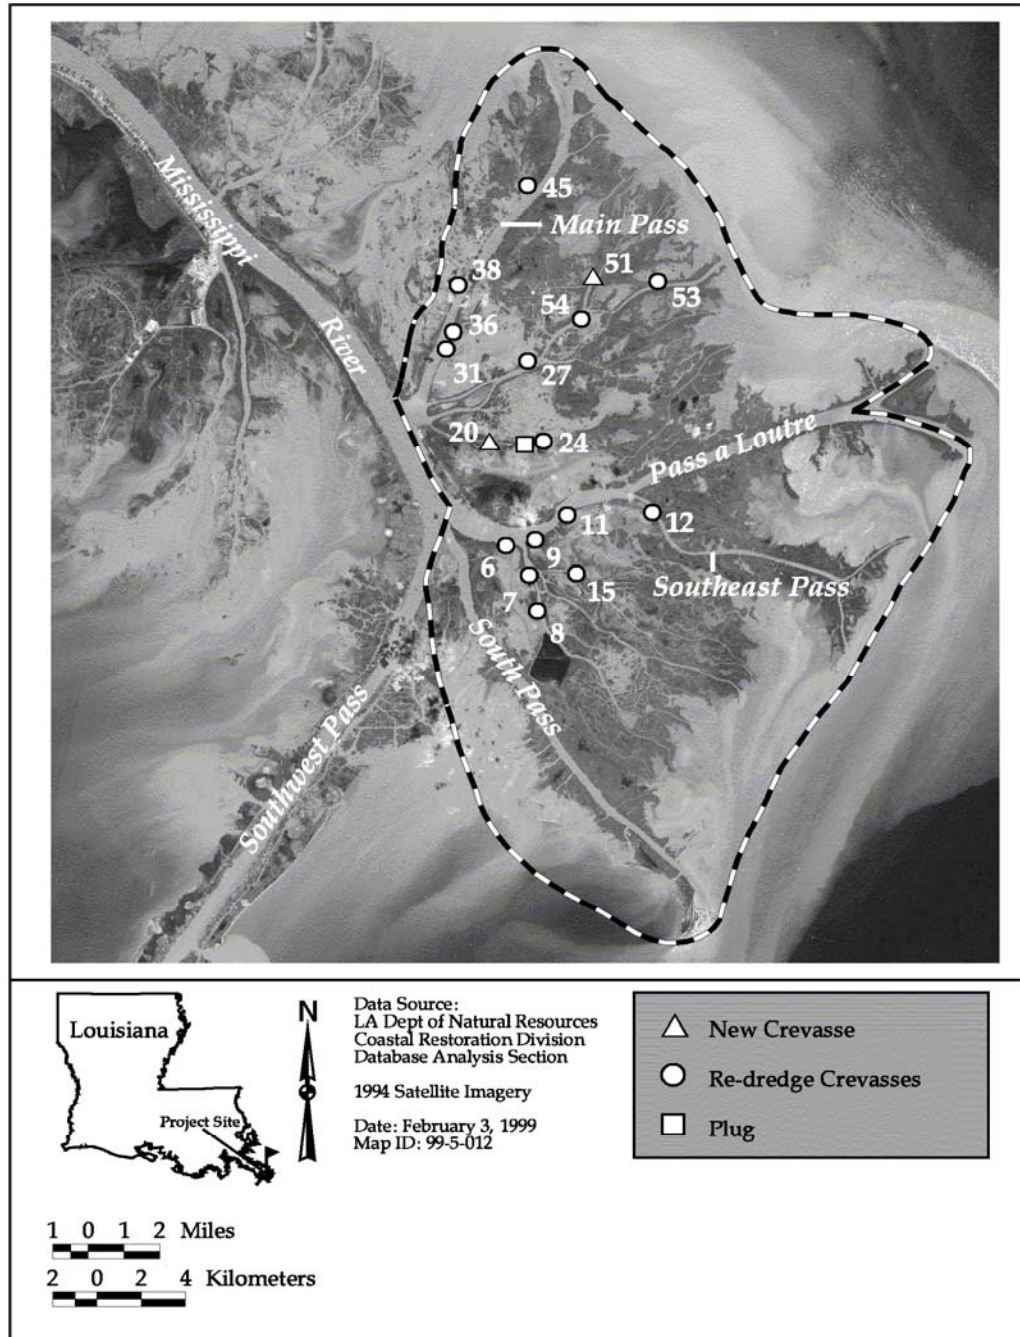 Mississippi
River
45
Main Pass
51
38
53
54
36
31
27
20
24
Pass a Loutre
11
12
9
6
15
Southeast Pass
7
8
South Pass
Southwest Pass
Louisiana
Project Site
N
Data Source:
LA Dept of Natural Resources
Coastal Restoration Division
Database Analysis Section
1994 Satellite Imagery
Date: February 3, 1999
Map ID: 99-5-012
New Crevasse
Re-dredge Crevasses
Plug
1 0 1 2 Miles
2 0 2 4 Kilometers